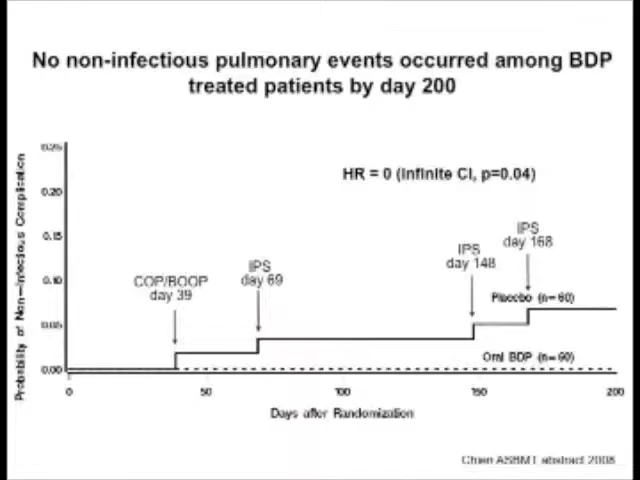 No non-infectious pulmonary events occurred among BDP
treated patients by day 200
Probability of Non-Infectious Complication
0.25
0.20
0.15
0.10
0.05
0.00
HR = 0 (Infinite CI, p=0.04)
COP/BOOP
day 39
IPS
day 69
IPS
day 148
IPS
day 168
Placebo (n=60)
Oral BDP (n=60)
0
50
100
150
200
Days after Randomization
Chien ASBMT abstract 2008